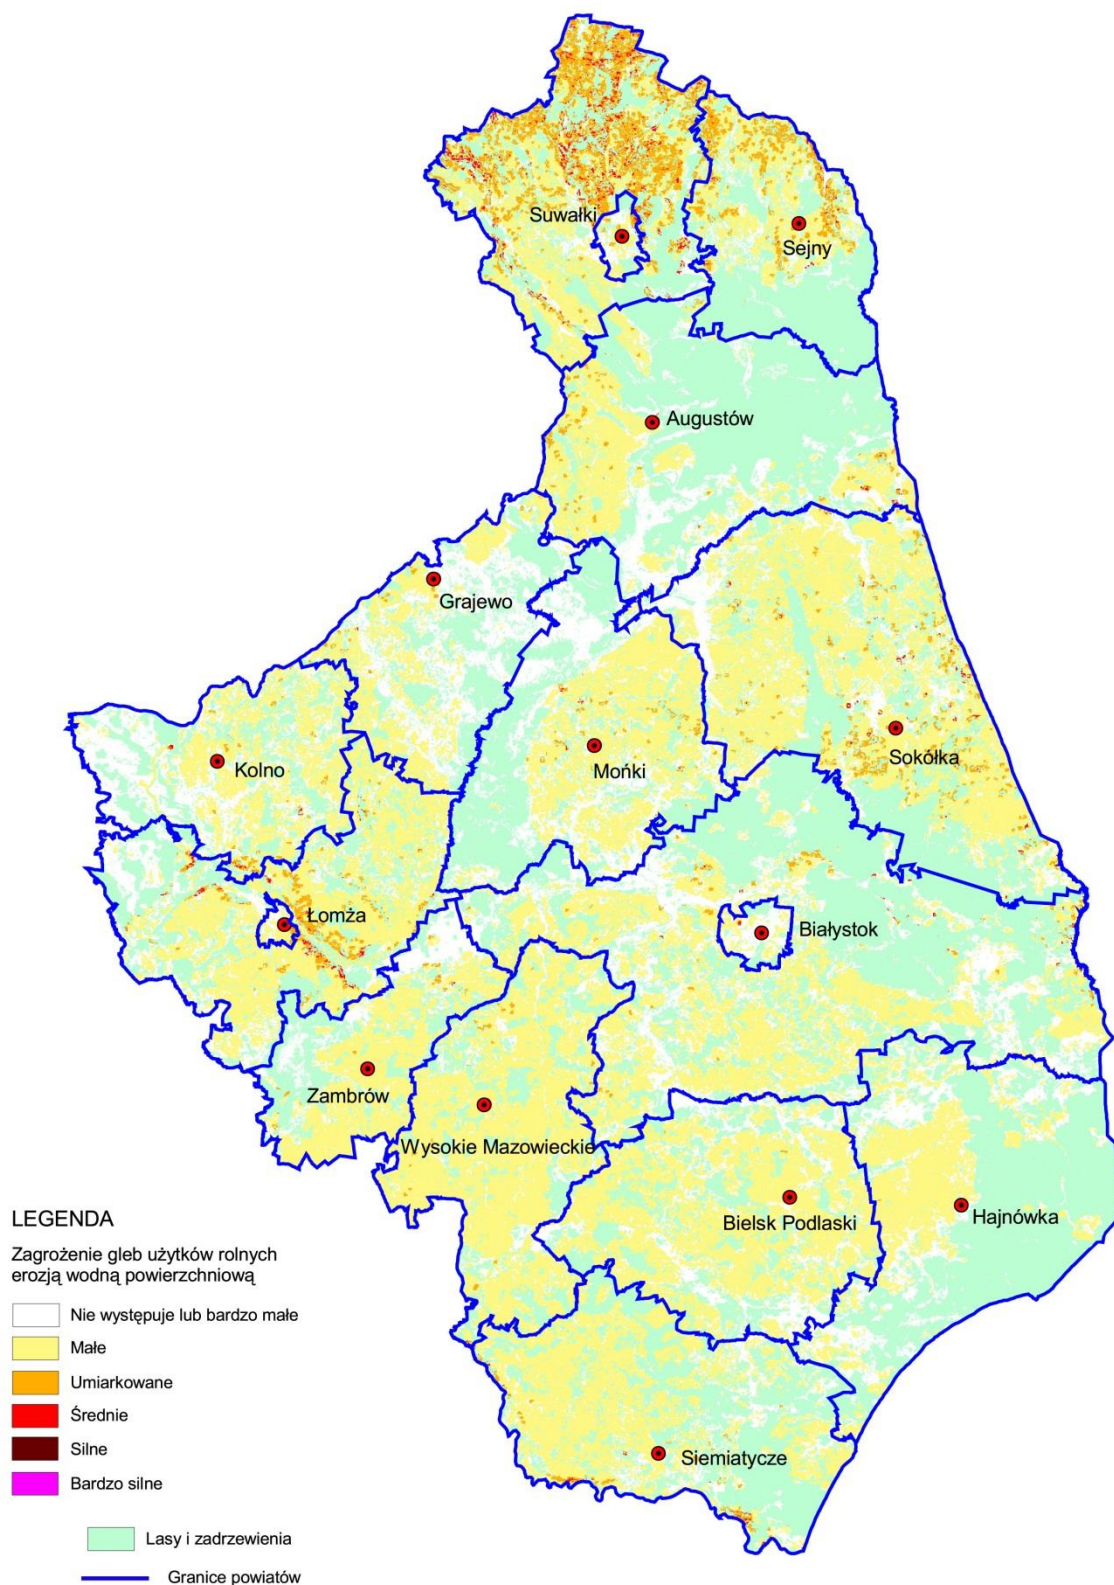 Suwałki
Sejny
Augustów
Grajewo
Kolno
Mońki
Sokółka
Łomża
Białystok
Zambrów
Wysokie Mazowieckie
Bielsk Podlaski
Hajnówka
Siemiatycze
LEGENDA
Zagrożenie gleb użytków rolnych
erozją wodną powierzchniową
Nie występuje lub bardzo małe
Małe
Umiarkowane
Średnie
Silne
Bardzo silne
Lasy i zadrzewienia
Granice powiatów